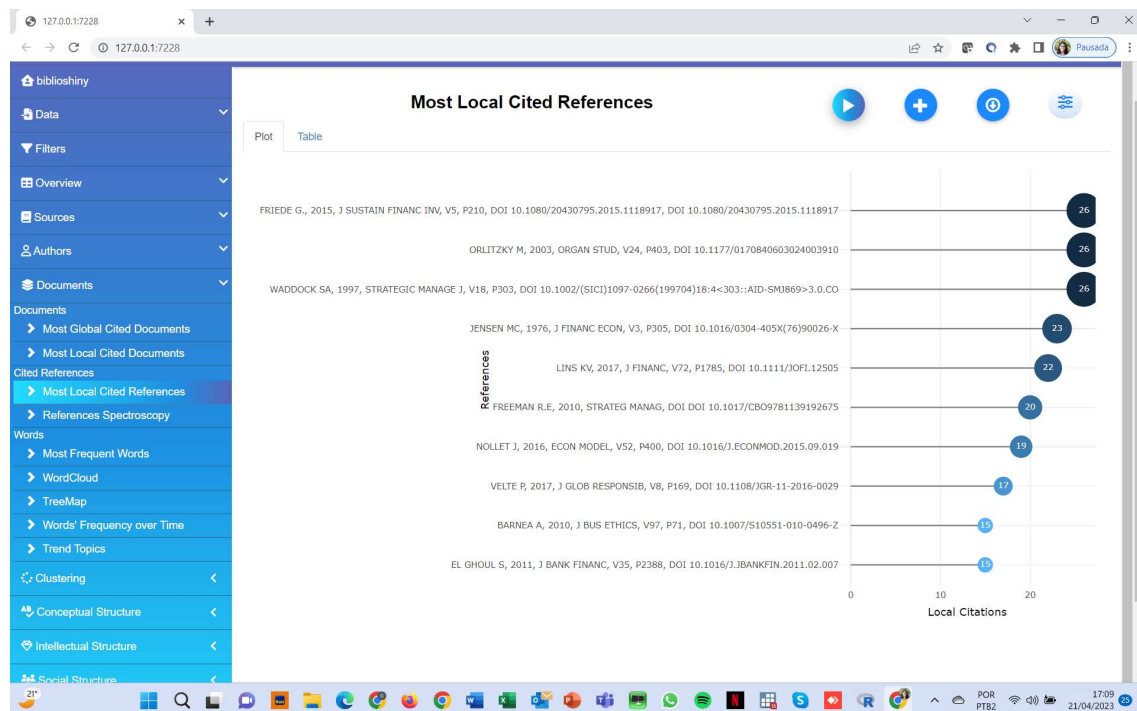 127.0.0.1:7228
127.0.0.1:7228
Pausada
biblioshiny
Data
Filters
Overview
Sources
Authors
Documents
Documents
Most Global Cited Documents
Most Local Cited Documents
Cited References
Most Local Cited References
References Spectroscopy
Words
Most Frequent Words
WordCloud
TreeMap
Words' Frequency over Time
Trend Topics
Clustering
Conceptual Structure
Intellectual Structure
Social Structure
Most Local Cited References
Plot Table
FRIEDE G., 2015, J SUSTAIN FINANC INV, V5, P210, DOI 10.1080/20430795.2015.1118917, DOI 10.1080/20430795.2015.1118917 26
ORLITZKY M, 2003, ORGAN STUD, V24, P403, DOI 10.1177/0170840603024003910 26
WADDOCK SA, 1997, STRATEGIC MANAGE J, V18, P303, DOI 10.1002/(SICI)1097-0266(199704)18:4<303::AID-SMJ869>3.0.CO 26
JENSEN MC, 1976, J FINANC ECON, V3, P305, DOI 10.1016/0304-405X(76)90026-X 23
LINS KV, 2017, J FINANC, V72, P1785, DOI 10.1111/JOFI.12505 22
References
FREEMAN R.E, 2010, STRATEG MANAG, DOI DOI 10.1017/CBO9781139192675 20
NOLLET J, 2016, ECON MODEL, V52, P400, DOI 10.1016/J.ECONMOD.2015.09.019 19
VELTE P, 2017, J GLOB RESPONSIB, V8, P169, DOI 10.1108/JGR-11-2016-0029 17
BARNEA A, 2010, J BUS ETHICS, V97, P71, DOI 10.1007/S10551-010-0496-Z 15
EL GHOUL S, 2011, J BANK FINANC, V35, P2388, DOI 10.1016/J.JBANKFIN.2011.02.007 15
0 10 20
Local Citations
21°
POR
PTB2
17:09
21/04/2023
25